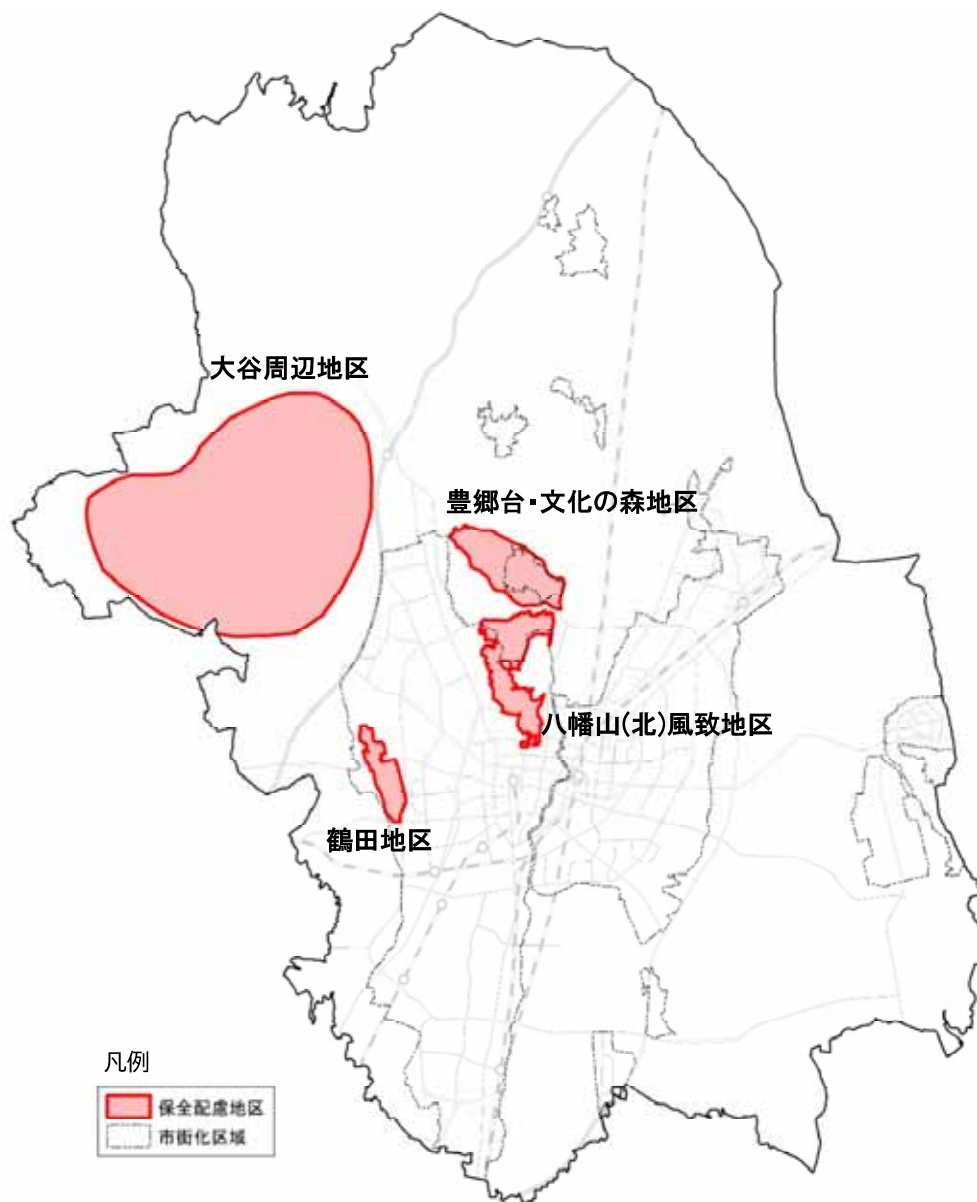 大谷周辺地区
豊郷台・文化の森地区
八幡山(北)風致地区
鶴田地区
凡例
保全配慮地区
市街化区域